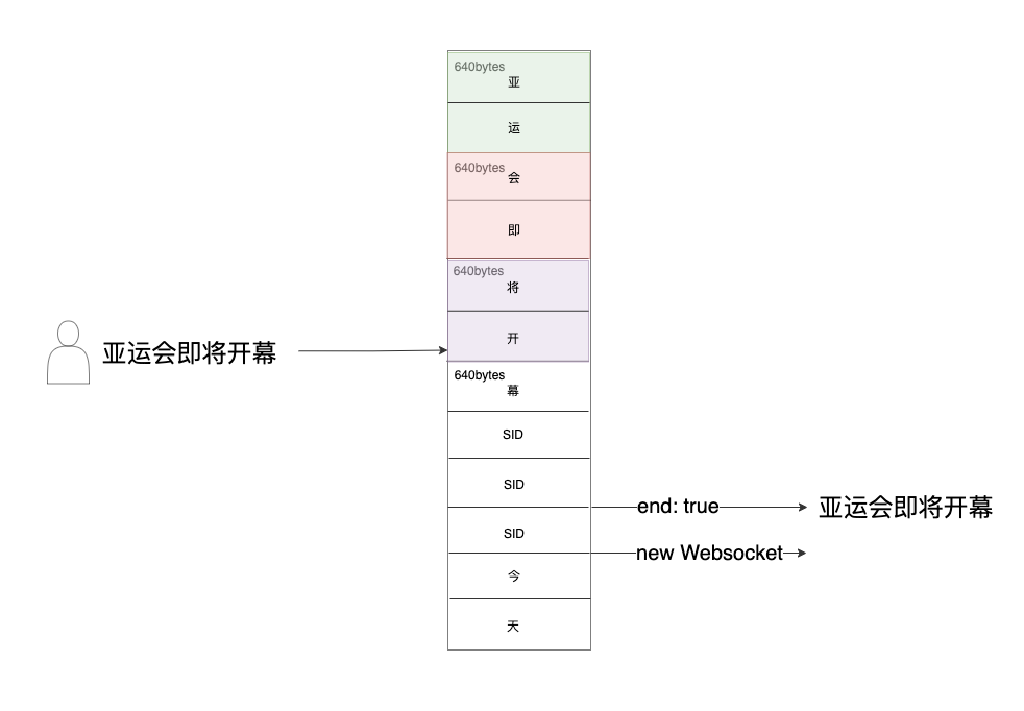 640bytes
亚
运
640bytes
会
即
640bytes
将
开
亚运会即将开幕
640bytes
幕
SID
SID
end: true
亚运会即将开幕
SID
new Websocket
今
天